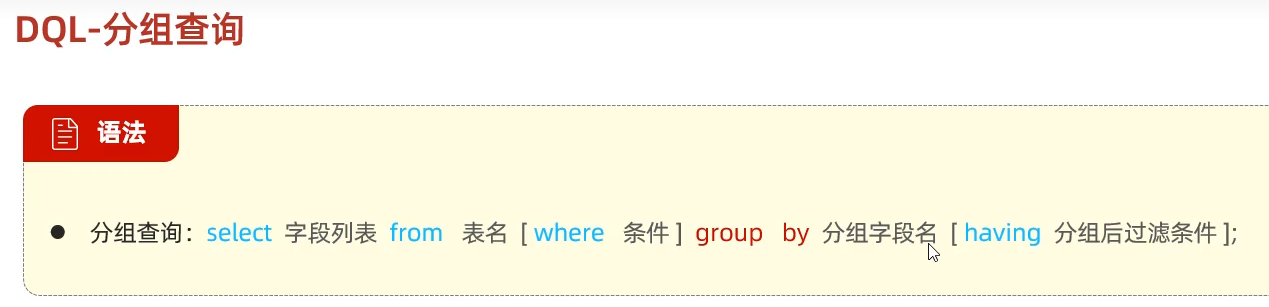 DQL-分组查询
语法
● 分组查询：select 字段列表 from 表名 [ where 条件 ] group by 分组字段名 [ having 分组后过滤条件 ];